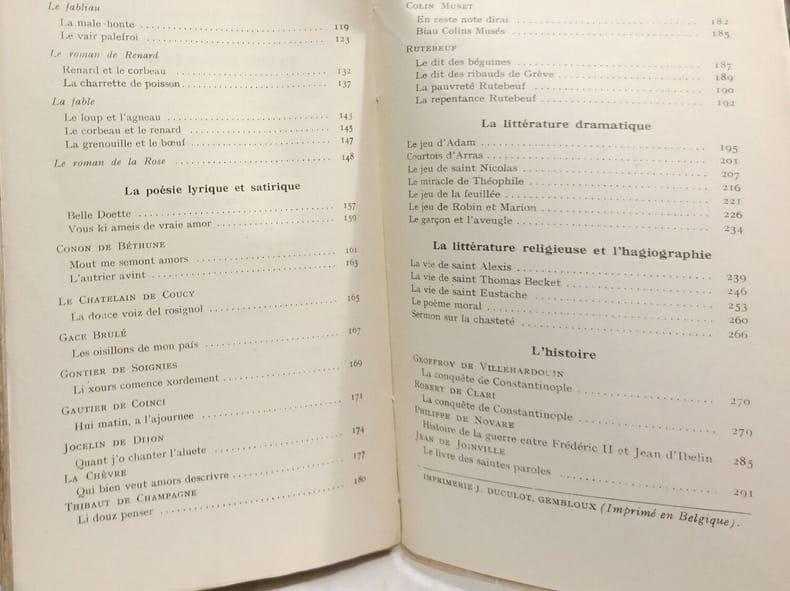 Le fabliau
La male honte 119
Le vair palefroi 123
Le roman de Renard
Renard et le corbeau 132
La charrette de poisson 137
La fable
Le loup et l'agneau 143
Le corbeau et le renard 145
La grenouille et le bœuf 147
Le roman de la Rose 148
La poésie lyrique et satirique
Belle Doette 157
Vous ki ameis de vraie amor 159
CONON DE BÉTHUNE
Mout me semont amors 161
L'autrier avint 163
LE CHATELAIN DE COUCY
La douce voiz del rosignol 165
GACE BRULÉ
Les oisillons de mon païs 167
GONTIER DE SOIGNIES
Li xours comence xordement 169
GAUTIER DE COINCI
Hui matin, a l'ajournee 171
JOCELIN DE DIJON
Quant j'o chanter l'aluete 174
LA CHÈVRE
Qui bien veut amors descrivre 177
THIBAUT DE CHAMPAGNE
Li douz penser 180
COLIN MUSET
En ceste note dirai 182
Biau Colins Musés 185
RUTEBEUF
Le dit des béguines 187
Le dit des ribauds de Grève 189
La pauvreté Rutebeuf 190
La repentance Rutebeuf 192
La littérature dramatique
Le jeu d'Adam 195
Courtois d'Arras 201
Le jeu de saint Nicolas 207
Le miracle de Théophile 216
Le jeu de la feuillée 221
Le jeu de Robin et Marion 226
Le garçon et l'aveugle 234
La littérature religieuse et l'hagiographie
La vie de saint Alexis 239
La vie de saint Thomas Becket 246
La vie de saint Eustache 253
Le poème moral 260
Sermon sur la chasteté 266
L'histoire
GEOFFROY DE VILLEHARDOUIN
La conquête de Constantinople 270
ROBERT DE CLARI
La conquête de Constantinople 279
PHILIPPE DE NOVARE
Histoire de la guerre entre Frédéric II et Jean d'Ibelin 285
JEAN DE JOINVILLE
Le livre des saintes paroles 291
IMPRIMERIE J. DUCULOT, GEMBLOUX (Imprimé en Belgique).